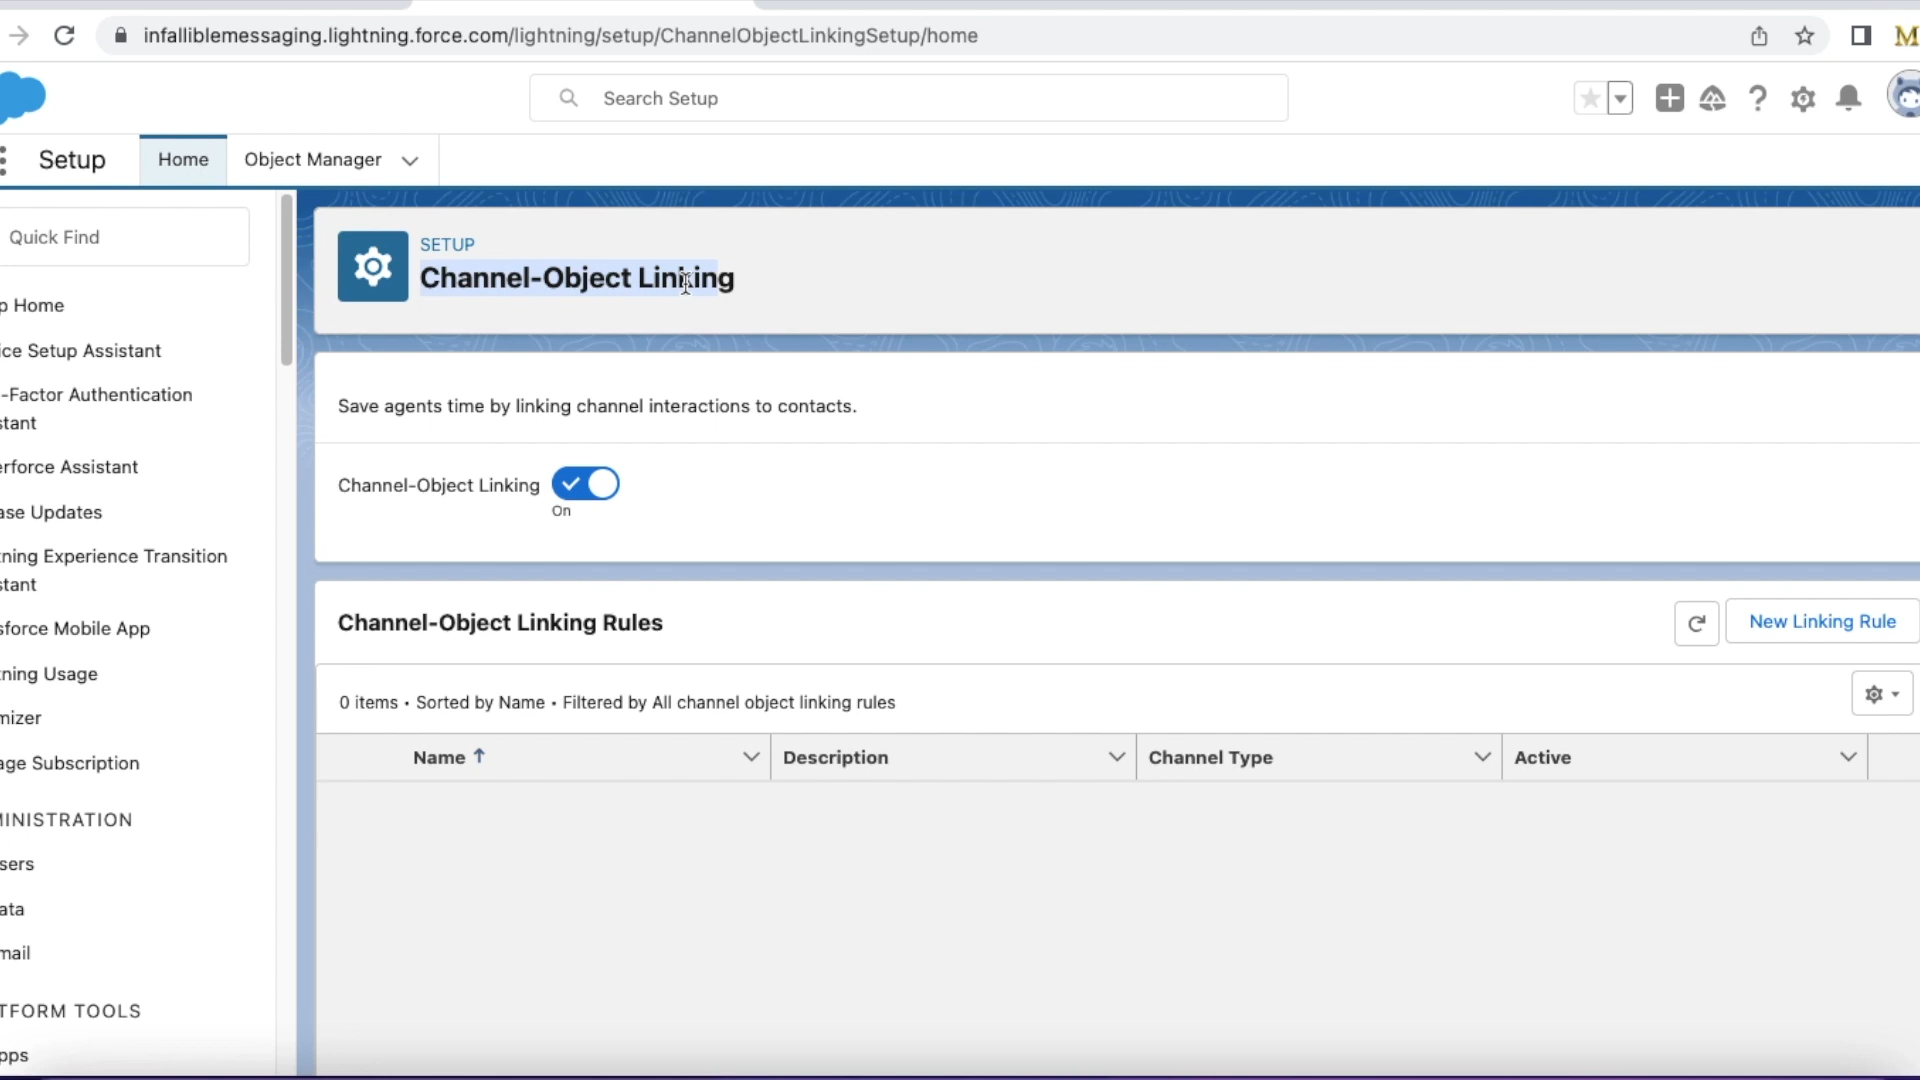 infalliblemessaging.lightning.force.com/lightning/setup/ChannelObjectLinkingSetup/home
M
Search Setup
Setup
Home
Object Manager
Quick Find
p Home
ice Setup Assistant
-Factor Authentication
stant
erforce Assistant
ase Updates
tning Experience Transition
stant
sforce Mobile App
tning Usage
mizer
age Subscription
MINISTRATION
sers
ata
mail
TFORM TOOLS
pps
SETUP
Channel-Object Linking
Save agents time by linking channel interactions to contacts.
Channel-Object Linking
On
Channel-Object Linking Rules
New Linking Rule
0 items • Sorted by Name • Filtered by All channel object linking rules
Name
Description
Channel Type
Active